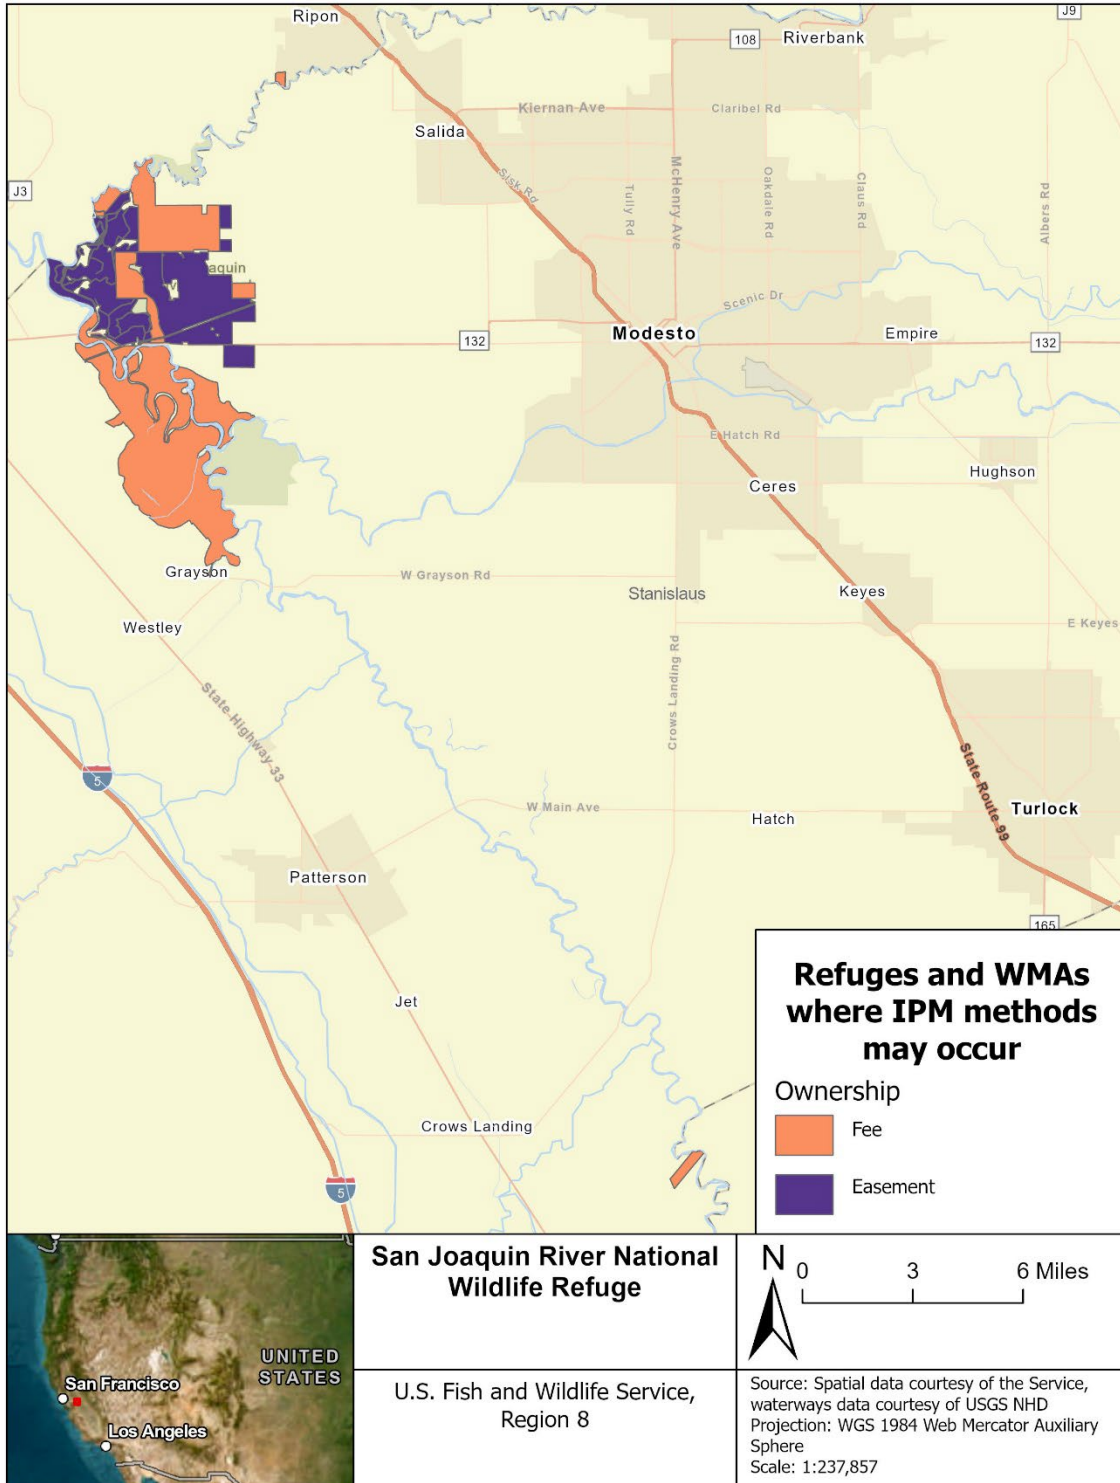 Ripon
J9
108
Riverbank
Kiernan Ave
Claribel Rd
Salida
J3
Sisk Rd
Tully Rd
McHenry Ave
Oakdale Rd
Claus Rd
Albers Rd
aquin
Scenic Dr
132
Modesto
Empire
132
E Hatch Rd
Hughson
Ceres
Grayson
W Grayson Rd
Stanislaus
Keyes
Westley
E Keyes
State Highway 33
Crows Landing Rd
5
W Main Ave
Hatch
State Route 99
Turlock
Patterson
165
Jet
Crows Landing
5
Refuges and WMAs
where IPM methods
may occur
Ownership
Fee
Easement
UNITED
STATES
San Francisco
Los Angeles
San Joaquin River National
Wildlife Refuge
U.S. Fish and Wildlife Service,
Region 8
N
0 3 6 Miles
Source: Spatial data courtesy of the Service,
waterways data courtesy of USGS NHD
Projection: WGS 1984 Web Mercator Auxiliary
Sphere
Scale: 1:237,857